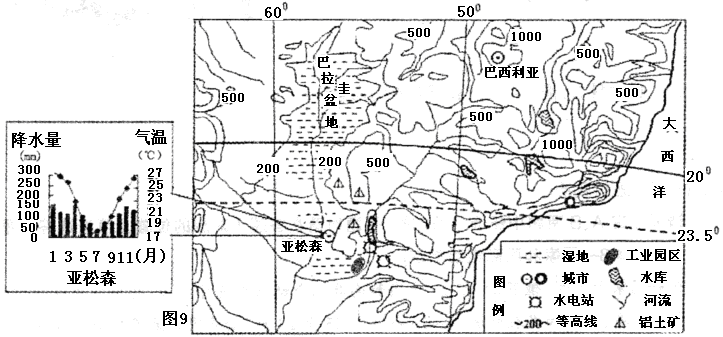 60⁰ 50⁰
500 1000 500
巴西利亚
巴拉圭盆地
500 500 500
大西洋
1000
200 200 500
20⁰
23.5⁰
亚松森
降水量 气温
(mm) (℃)
300 27
250 25
200 23
150 21
100 19
50
0 17
1 3 5 7 9 11(月)
亚松森
图9
图例
湿地 工业园区
城市 水库
水电站 河流
200 等高线 铝土矿